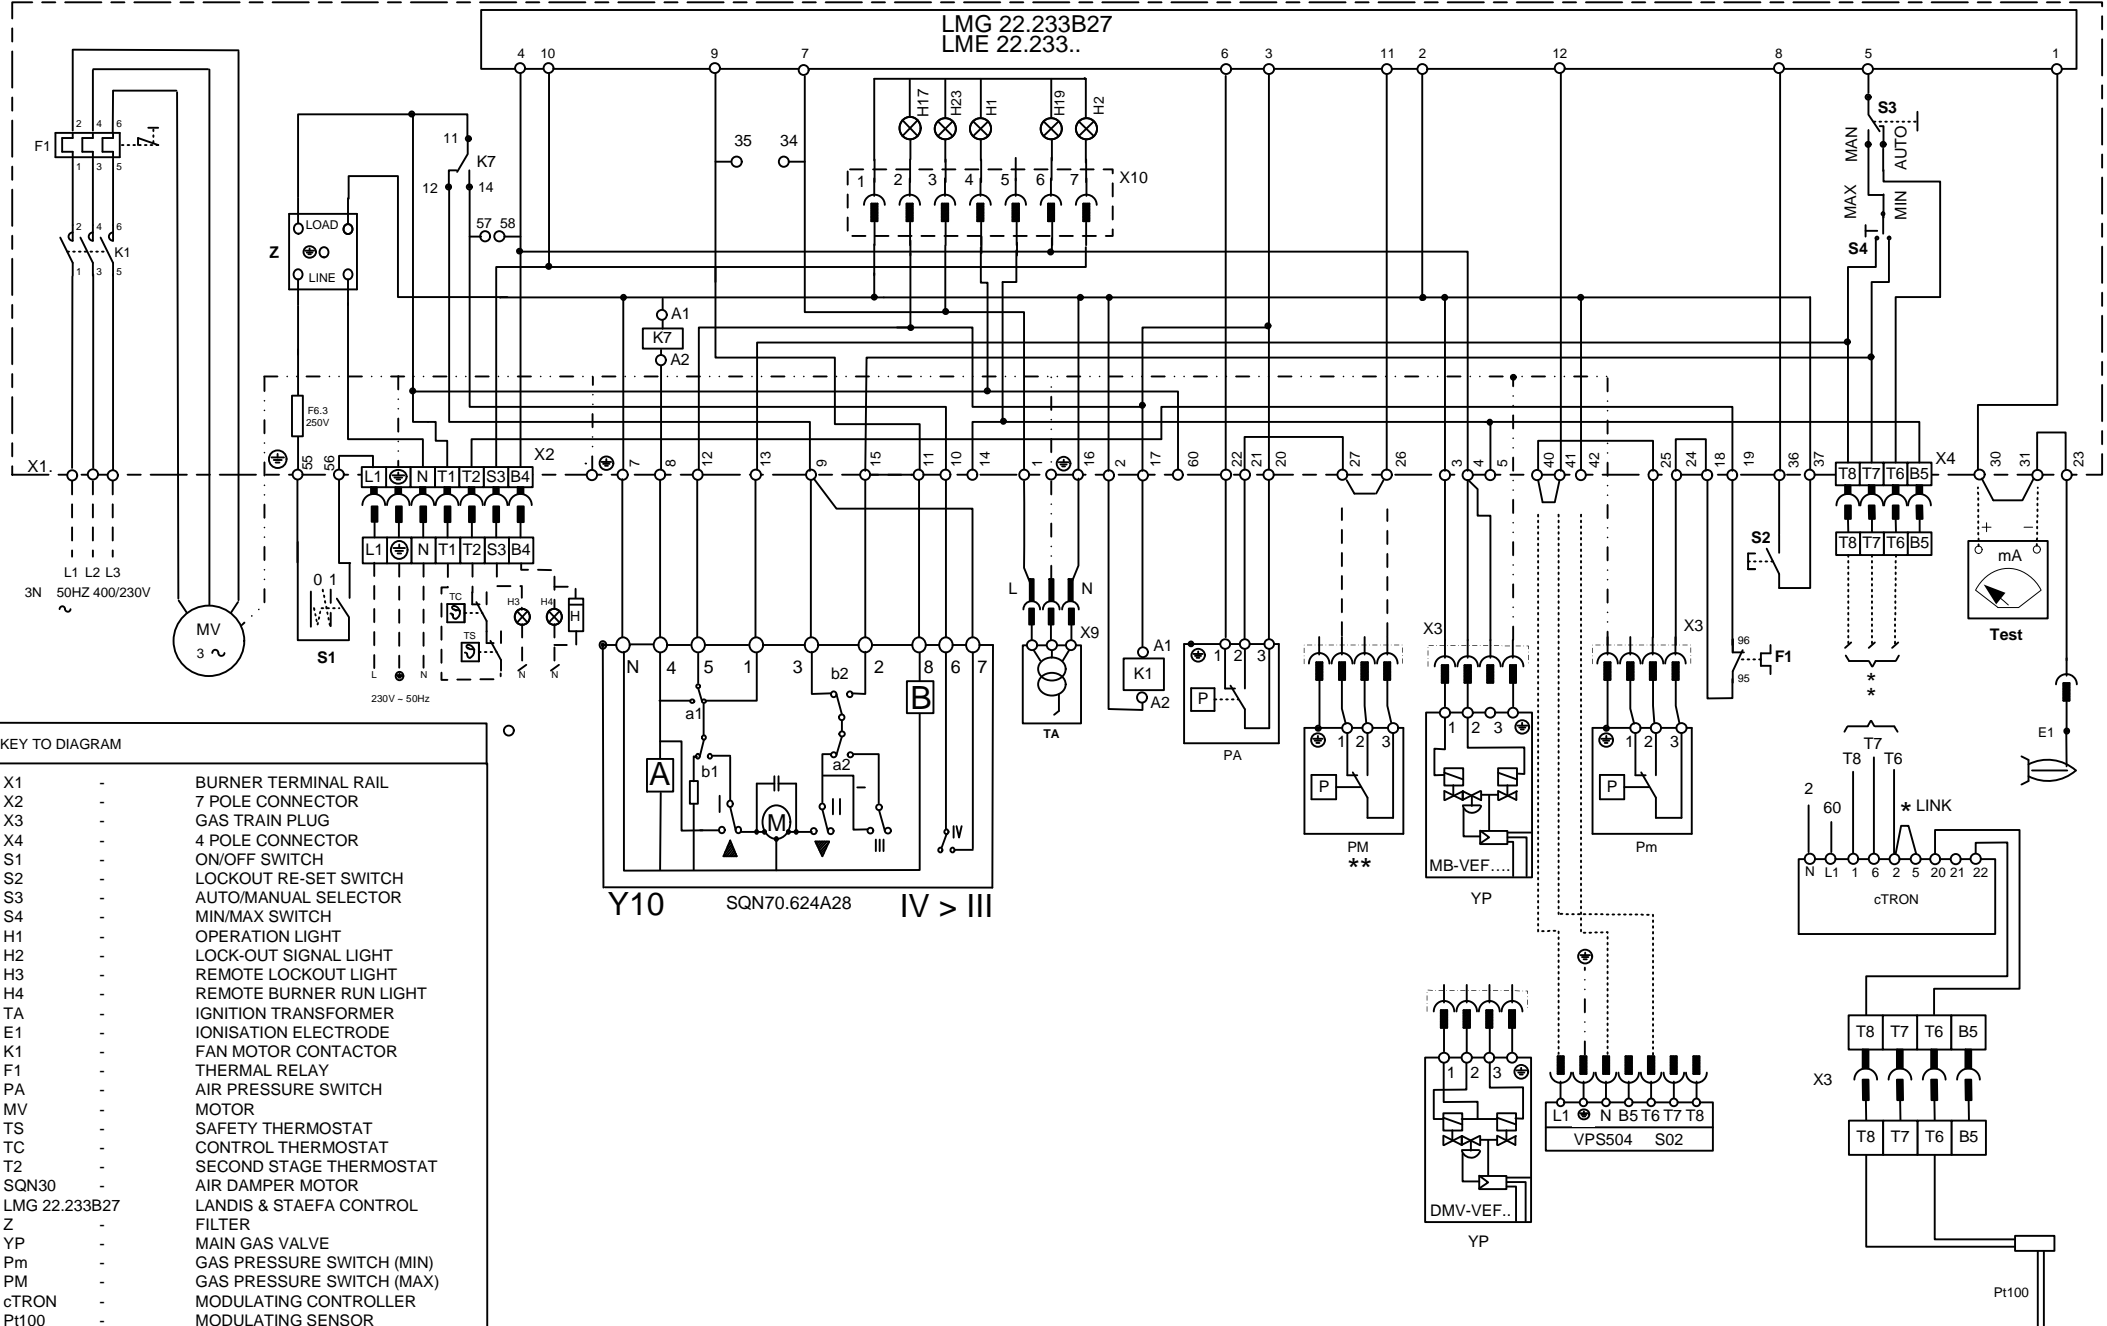 LMG 22.233B27
LME 22.233..
4 10 9 7 6 3 11 2 12 8 5 1
H17 H23 H1 H19 H2
S3
MAN AUTO
MAX MIN
S4
2 4 6
F1
1 3 5
2 4 6
K1
1 3 5
11
K7
12 14
57 58
35 34
1 2 3 4 5 6 7 X10
LOAD
Z
LINE
A1
K7
A2
F6.3
250V
X1. 55 56 X2 7 8 12 13 9 15 11 10 14 1 16 2 17 60 22 21 20 27 26 3 4 5 40 41 42 25 24 18 19 36 37 X4 30 31 23
L1 N T1 T2 S3 B4
T8 T7 T6 B5
L1 N T1 T2 S3 B4
T8 T7 T6 B5
L1 L2 L3
3N 50HZ 400/230V
~
MV
3 ~
0 1
S1
TC
TS
H3 H4 H
L N N N
230V ~ 50Hz
N 4 5 1 3 2 8 6 7
a1 b1 b2 a2
A B M
I II III IV
Y10 SQN70.624A28 IV > III
L N
X9
TA
A1
K1
A2
1 2 3
P
PA
1 2 3
P
PM
**
X3
1 2 3
MB-VEF....
YP
X3
1 2 3
P
Pm
96
F1
95
S2
+ −
mA
Test
E1
*
*
T7
T8 T6
2
60
* LINK
N L1 1 6 2 5 20 21 22
cTRON
1 2 3
DMV-VEF..
YP
L1 N B5 T6 T7 T8
VPS504 S02
T8 T7 T6 B5
X3
T8 T7 T6 B5
Pt100
KEY TO DIAGRAM
X1 - BURNER TERMINAL RAIL
X2 - 7 POLE CONNECTOR
X3 - GAS TRAIN PLUG
X4 - 4 POLE CONNECTOR
S1 - ON/OFF SWITCH
S2 - LOCKOUT RE-SET SWITCH
S3 - AUTO/MANUAL SELECTOR
S4 - MIN/MAX SWITCH
H1 - OPERATION LIGHT
H2 - LOCK-OUT SIGNAL LIGHT
H3 - REMOTE LOCKOUT LIGHT
H4 - REMOTE BURNER RUN LIGHT
TA - IGNITION TRANSFORMER
E1 - IONISATION ELECTRODE
K1 - FAN MOTOR CONTACTOR
F1 - THERMAL RELAY
PA - AIR PRESSURE SWITCH
MV - MOTOR
TS - SAFETY THERMOSTAT
TC - CONTROL THERMOSTAT
T2 - SECOND STAGE THERMOSTAT
SQN30 - AIR DAMPER MOTOR
LMG 22.233B27 LANDIS & STAEFA CONTROL
Z - FILTER
YP - MAIN GAS VALVE
Pm - GAS PRESSURE SWITCH (MIN)
PM - GAS PRESSURE SWITCH (MAX)
cTRON - MODULATING CONTROLLER
Pt100 - MODULATING SENSOR